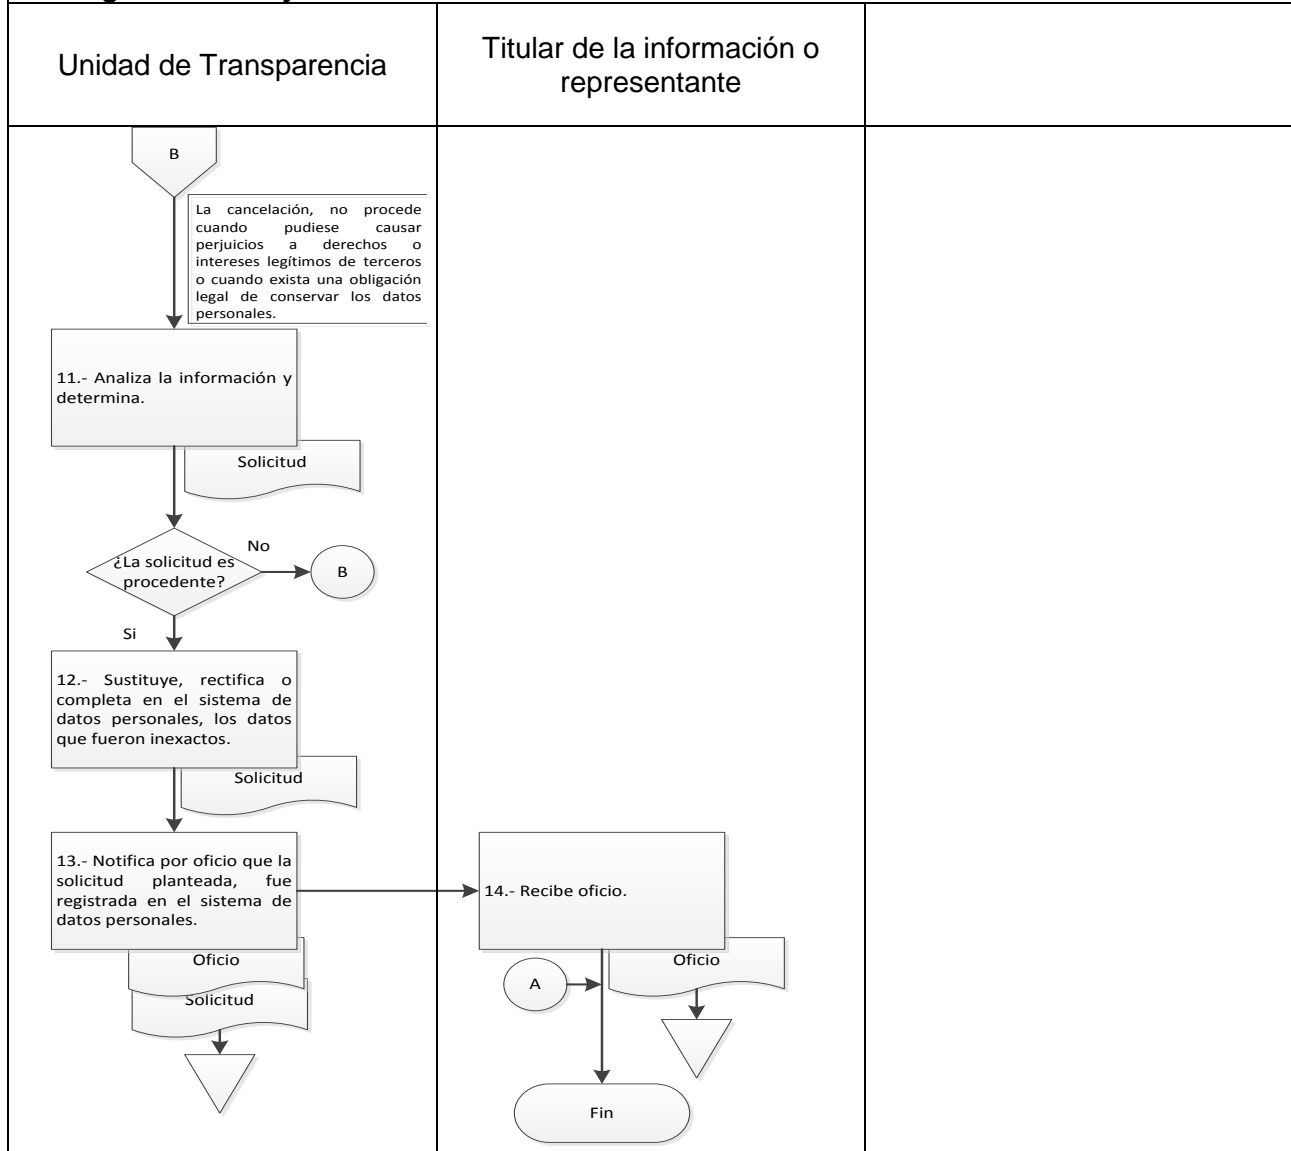 Unidad de Transparencia
Titular de la información o
representante
B
La cancelación, no procede
cuando pudiese causar
perjuicios a derechos o
intereses legítimos de terceros
o cuando exista una obligación
legal de conservar los datos
personales.
11.- Analiza la información y
determina.
Solicitud
¿La solicitud es
procedente?
No
B
Si
12.- Sustituye, rectifica o
completa en el sistema de
datos personales, los datos
que fueron inexactos.
Solicitud
13.- Notifica por oficio que la
solicitud planteada, fue
registrada en el sistema de
datos personales.
Oficio
Solicitud
14.- Recibe oficio.
Oficio
A
Fin